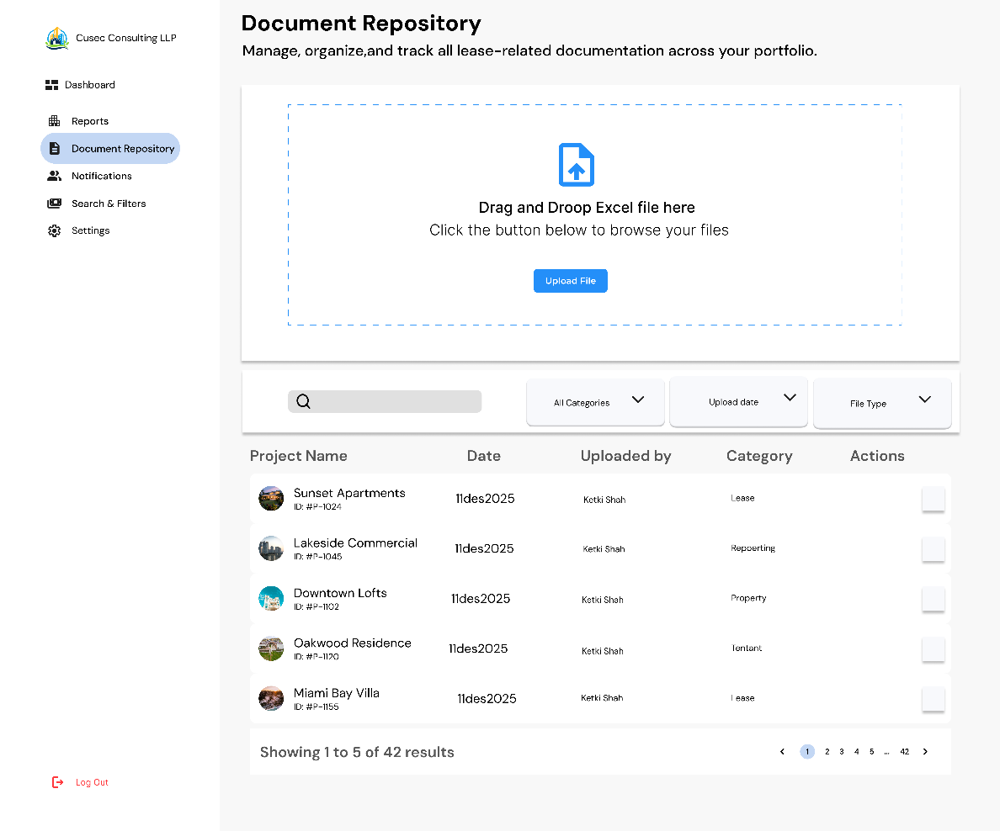 Cusec Consulting LLP
Dashboard
Reports
Document Repository
Notifications
Search & Filters
Settings
Log Out
Document Repository
Manage, organize,and track all lease-related documentation across your portfolio.
Drag and Droop Excel file here
Click the button below to browse your files
Upload File
All Categories
Upload date
File Type
Project Name Date Uploaded by Category Actions
Sunset Apartments 11des2025 Ketki Shah Lease
ID: #P-1024
Lakeside Commercial 11des2025 Ketki Shah Repoerting
ID: #P-1045
Downtown Lofts 11des2025 Ketki Shah Property
ID: #P-1102
Oakwood Residence 11des2025 Ketki Shah Tentant
ID: #P-1120
Miami Bay Villa 11des2025 Ketki Shah Lease
ID: #P-1155
Showing 1 to 5 of 42 results 1 2 3 4 5 ... 42